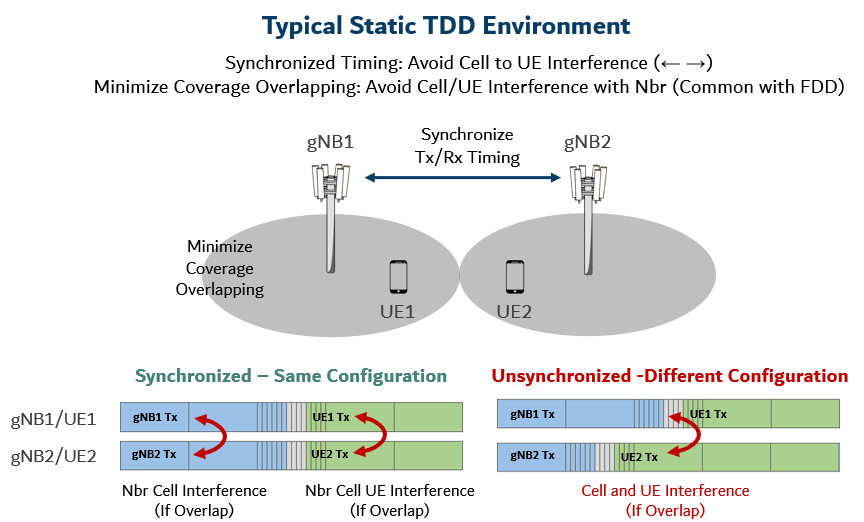 Typical Static TDD Environment
Synchronized Timing: Avoid Cell to UE Interference (← →)
Minimize Coverage Overlapping: Avoid Cell/UE Interference with Nbr (Common with FDD)
gNB1
Synchronize
Tx/Rx Timing
gNB2
Minimize
Coverage
Overlapping
UE1
UE2
Synchronized – Same Configuration
gNB1/UE1
gNB1 Tx
UE1 Tx
gNB2/UE2
gNB2 Tx
UE2 Tx
Nbr Cell Interference
(If Overlap)
Nbr Cell UE Interference
(If Overlap)
Unsynchronized -Different Configuration
gNB1 Tx
UE1 Tx
gNB2 Tx
UE2 Tx
Cell and UE Interference
(If Overlap)